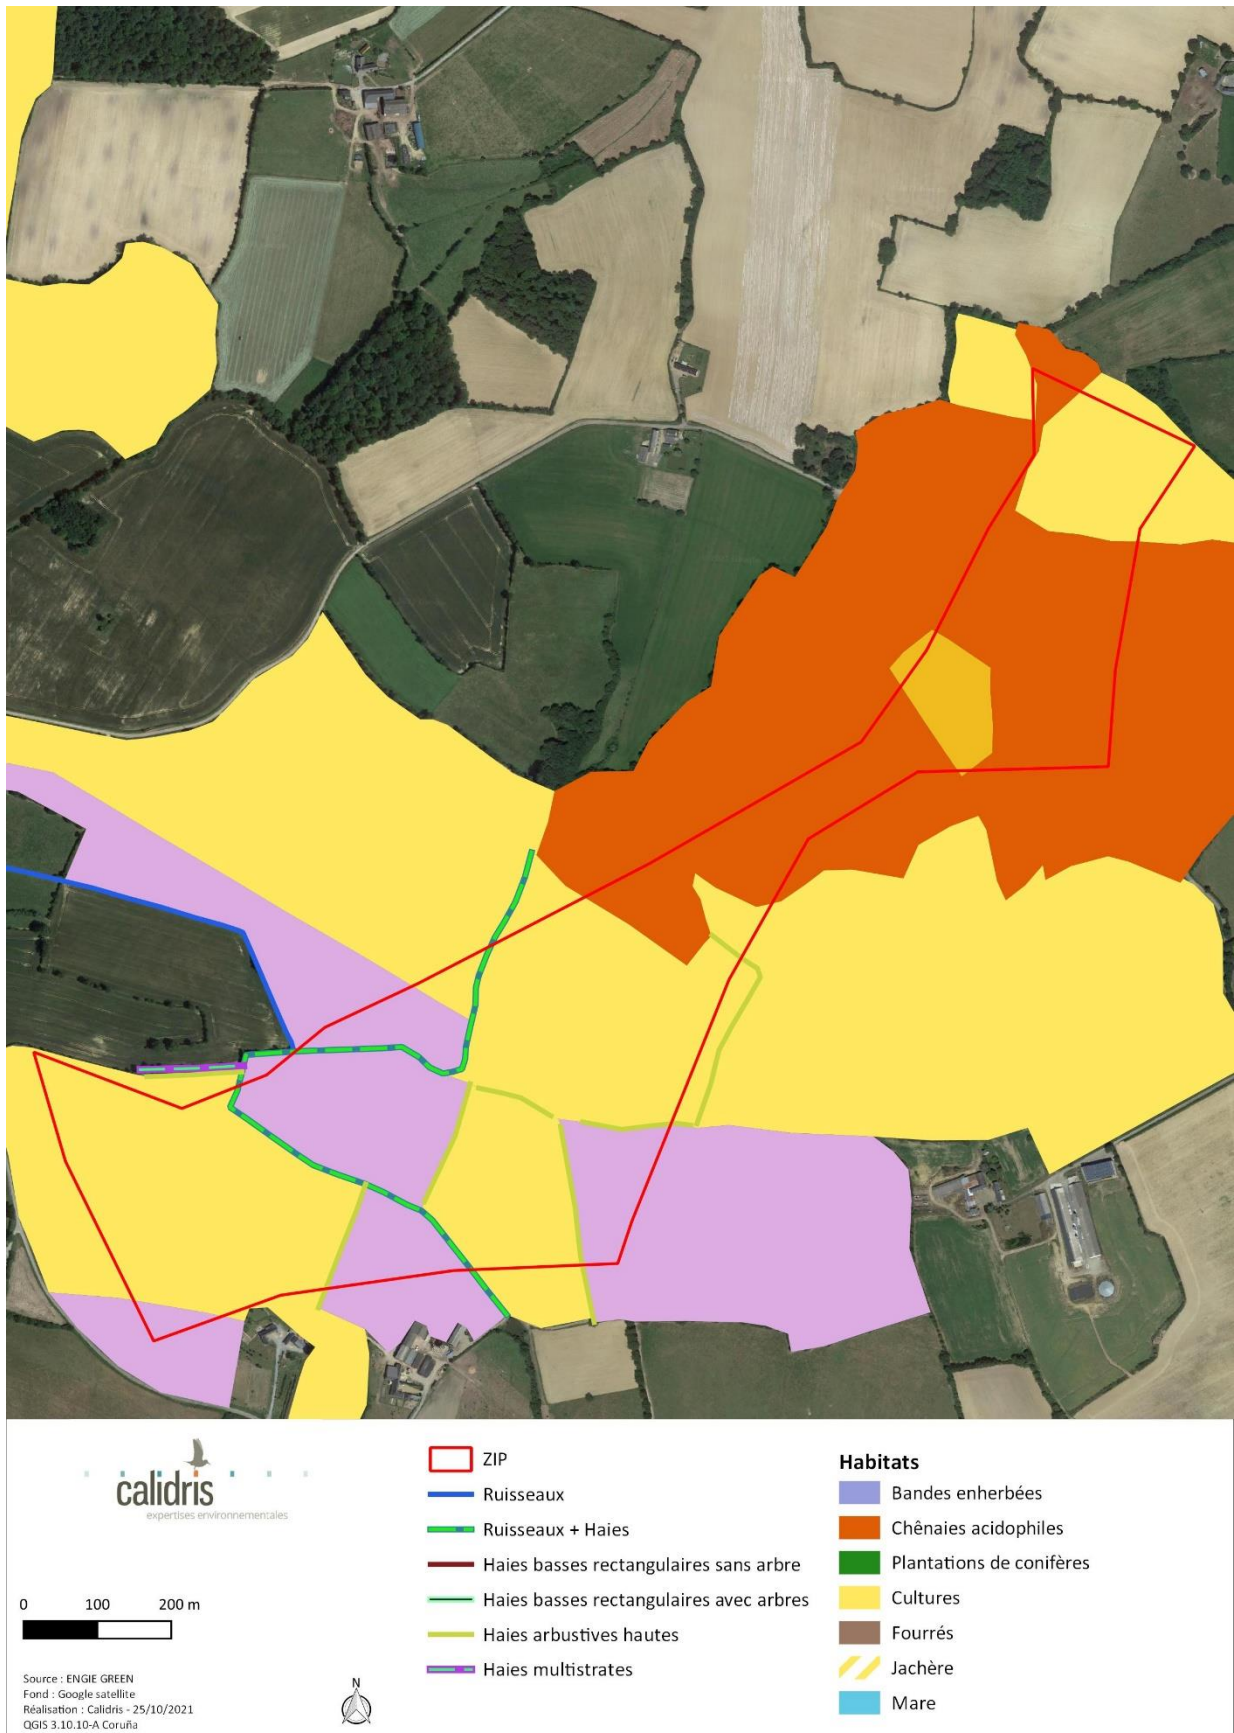 calidris
expertises environnementales
0 100 200 m
Source : ENGIE GREEN
Fond : Google satellite
Réalisation : Calidris - 25/10/2021
QGIS 3.10.10-A Coruña
N
ZIP
Ruisseaux
Ruisseaux + Haies
Haies basses rectangulaires sans arbre
Haies basses rectangulaires avec arbres
Haies arbustives hautes
Haies multistrates
Habitats
Bandes enherbées
Chênaies acidophiles
Plantations de conifères
Cultures
Fourrés
Jachère
Mare